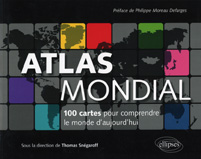 Préface de Philippe Moreau Defarges
ATLAS
MONDIAL
100 cartes pour comprendre
le monde d'aujourd'hui
Sous la direction de Thomas Snégaroff
ellipses